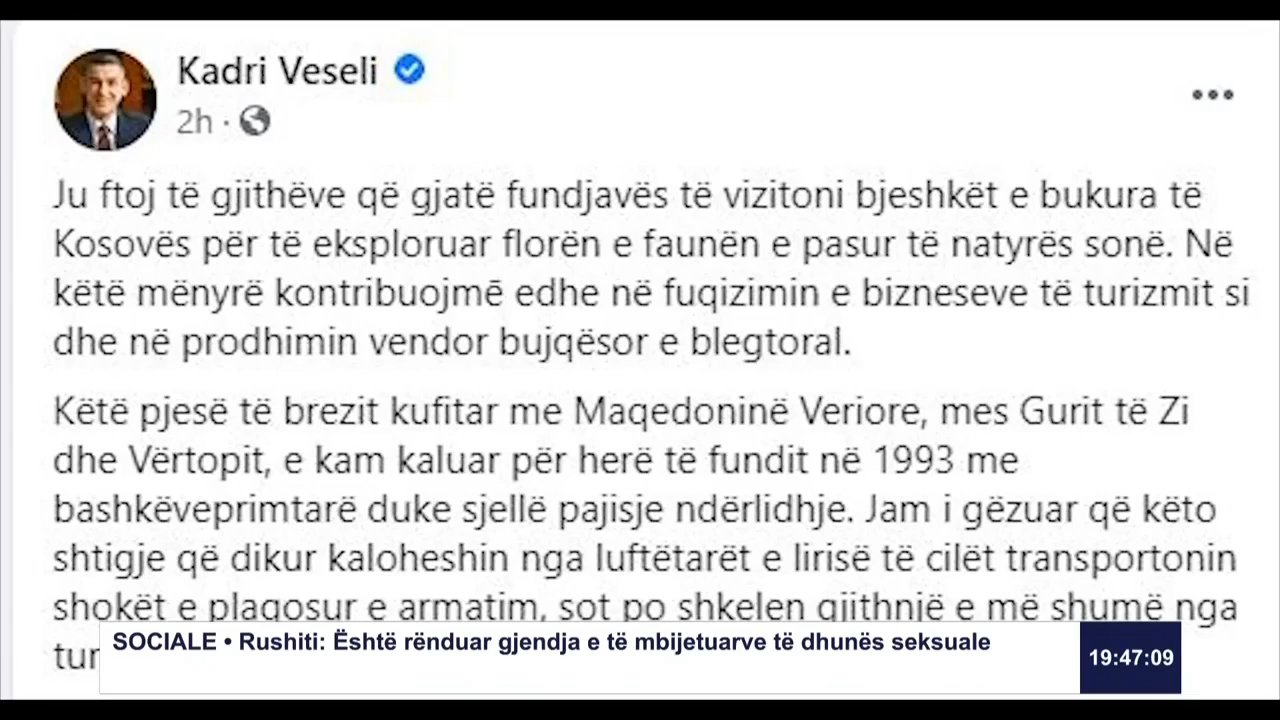 Kadri Veseli
2h ·
Ju ftoj të gjithëve që gjatë fundjavës të vizitoni bjeshkët e bukura të
Kosovës për të eksploruar florën e faunën e pasur të natyrës sonë. Në
këtë mënyrë kontribuojmē edhe në fuqizimin e bizneseve të turizmit si
dhe në prodhimin vendor bujqësor e blegtoral.
Këtë pjesë të brezit kufitar me Maqedoninë Veriore, mes Gurit të Zi
dhe Vërtopit, e kam kaluar për herë të fundit në 1993 me
bashkëveprimtarë duke sjellë pajisje ndërlidhje. Jam i gëzuar që këto
shtigje që dikur kaloheshin nga luftëtarët e lirisë të cilët transportonin
shokët e plagosur e armatim, sot po shkelen gjithnjë e më shumë nga
SOCIALE • Rushiti: Është rënduar gjendja e të mbijetuarve të dhunës seksuale
19:47:09